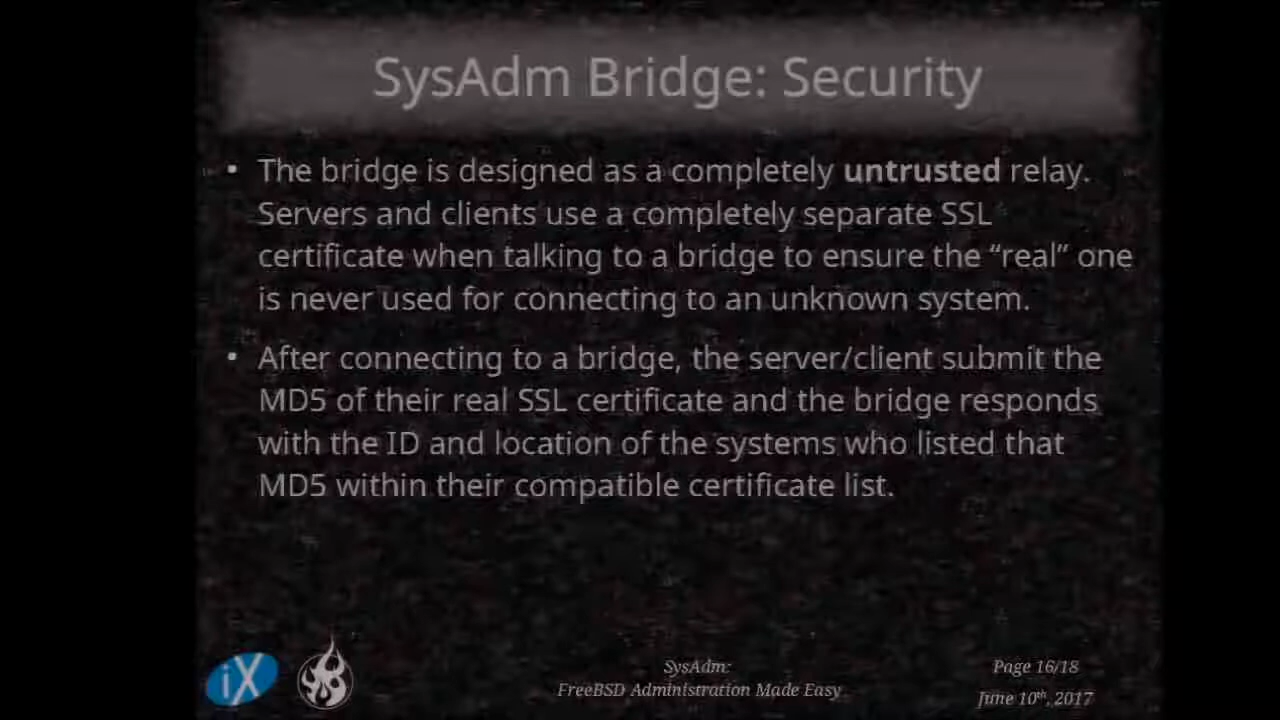 SysAdm Bridge: Security
• The bridge is designed as a completely untrusted relay.
Servers and clients use a completely separate SSL
certificate when talking to a bridge to ensure the “real” one
is never used for connecting to an unknown system.
• After connecting to a bridge, the server/client submit the
MD5 of their real SSL certificate and the bridge responds
with the ID and location of the systems who listed that
MD5 within their compatible certificate list.
iX
SysAdm:
FreeBSD Administration Made Easy
Page 16/18
June 10th, 2017